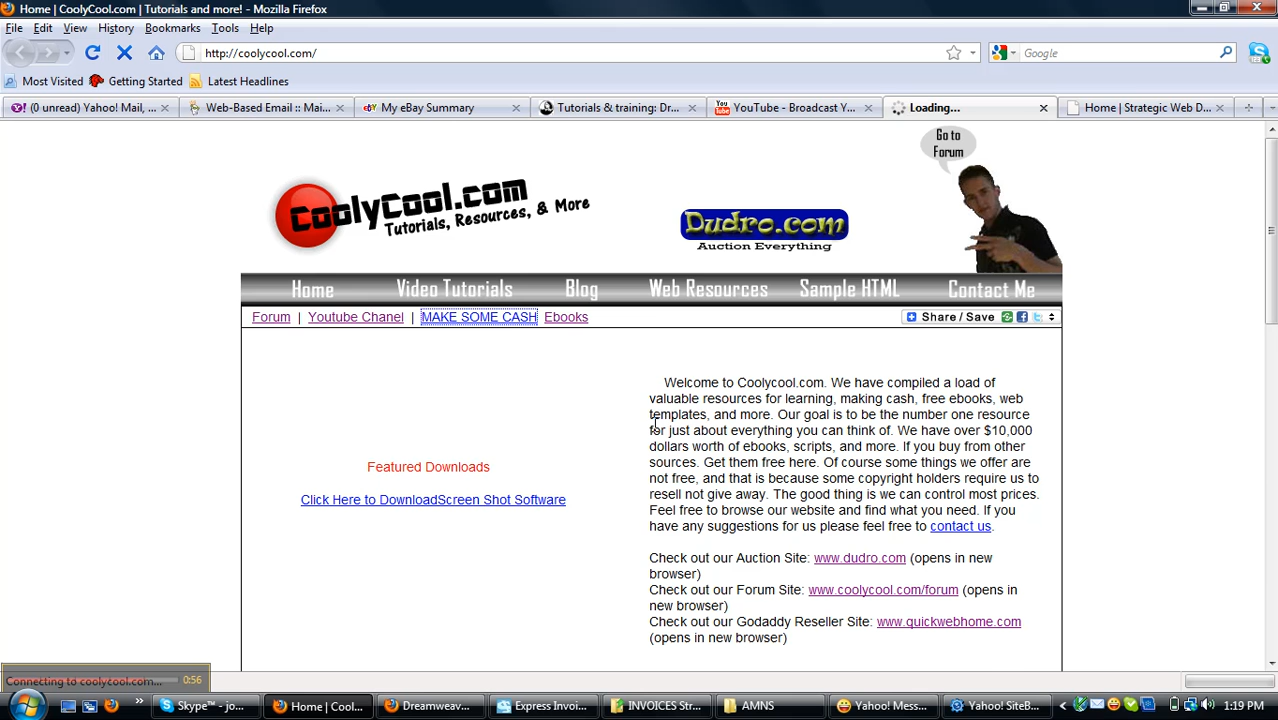 Home | CoolyCool.com | Tutorials and more! - Mozilla Firefox
File Edit View History Bookmarks Tools Help
http://coolycool.com/
Google
Most Visited Getting Started Latest Headlines
(0 unread) Yahoo! Mail, ...
Web-Based Email :: Mai...
My eBay Summary
Tutorials & training: Dr...
YouTube - Broadcast Y...
Loading...
Home | Strategic Web D...
Go to
Forum
CoolyCool.com
Tutorials, Resources, & More
Dudro.com
Auction Everything
Home Video Tutorials Blog Web Resources Sample HTML Contact Me
Forum | Youtube Chanel | MAKE SOME CASH Ebooks
Share / Save
Welcome to Coolycool.com. We have compiled a load of
valuable resources for learning, making cash, free ebooks, web
templates, and more. Our goal is to be the number one resource
for just about everything you can think of. We have over $10,000
dollars worth of ebooks, scripts, and more. If you buy from other
sources. Get them free here. Of course some things we offer are
not free, and that is because some copyright holders require us to
resell not give away. The good thing is we can control most prices.
Feel free to browse our website and find what you need. If you
have any suggestions for us please feel free to contact us.
Featured Downloads
Click Here to DownloadScreen Shot Software
Check out our Auction Site: www.dudro.com (opens in new
browser)
Check out our Forum Site: www.coolycool.com/forum (opens in
new browser)
Check out our Godaddy Reseller Site: www.quickwebhome.com
(opens in new browser)
Connecting to coolycool.com...
0:56
Skype™ - jo...
Home | Cool...
Dreamweav...
Express Invoi...
INVOICES Str...
AMNS
Yahoo! Mess...
Yahoo! SiteB...
1:19 PM